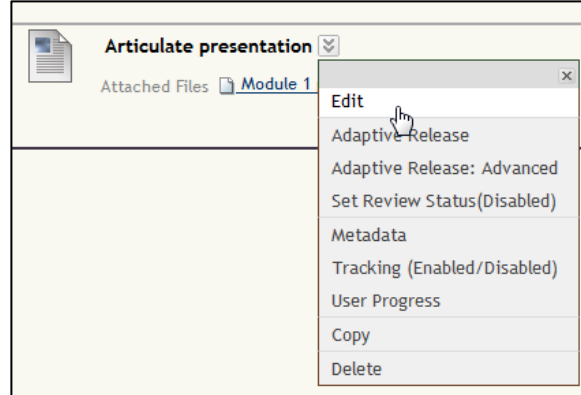 Articulate presentation
Attached Files Module 1
Edit
Adaptive Release
Adaptive Release: Advanced
Set Review Status(Disabled)
Metadata
Tracking (Enabled/Disabled)
User Progress
Copy
Delete